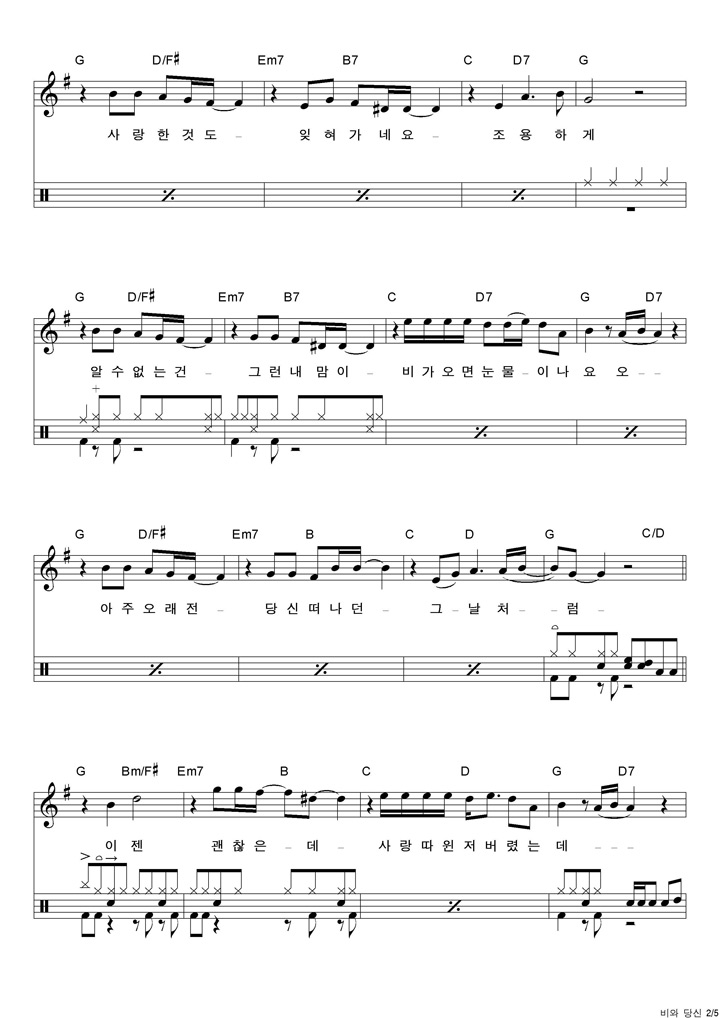 G D/F# Em7 B7 C D7 G
사 랑 한 것 도 잊 혀 가 네 요 조 용 하 게
G D/F# Em7 B7 C D7 G D7
알 수 없 는 건 그 런 내 맘 이 비 가 오 면 눈 물 이 나 요 오
G D/F# Em7 B C D G C/D
아 주 오 래 전 당 신 떠 나 던 그 날 처 럼
G Bm/F# Em7 B C D G D7
이 젠 괜 찮 은 데 사 랑 따 윈 저 버 렸 는 데
비와 당신 2/5